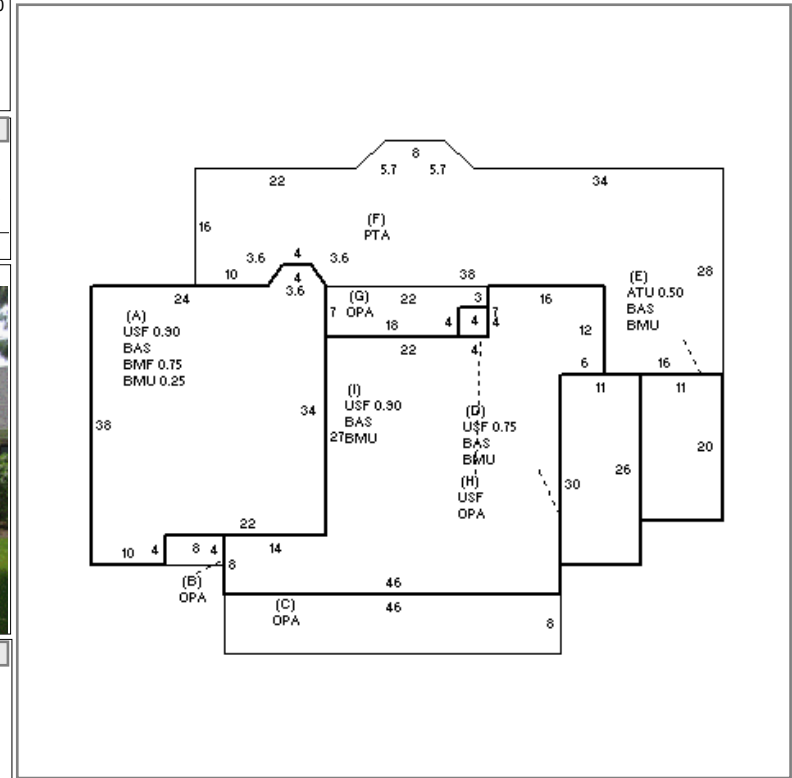 8
5.7 5.7
22 34
16
(F)
PTA
3.6 4 3.6
10 4 38 28
3.6
24
(E)
ATU 0.50
BAS
BMU
(G) 22 3 16
7 OPA 7
18 4 4 4
22 4
12
6 16
11 11
(A)
USF 0.90
BAS
BMF 0.75
BMU 0.25
(I)
USF 0.90
BAS
27 BMU
34
38
(D)
USF 0.75
BAS
BMU
(H)
USF
OPA
30 26 20
22
10 4 8 4 14
8
(B)
OPA
46
(C)
OPA
46
8